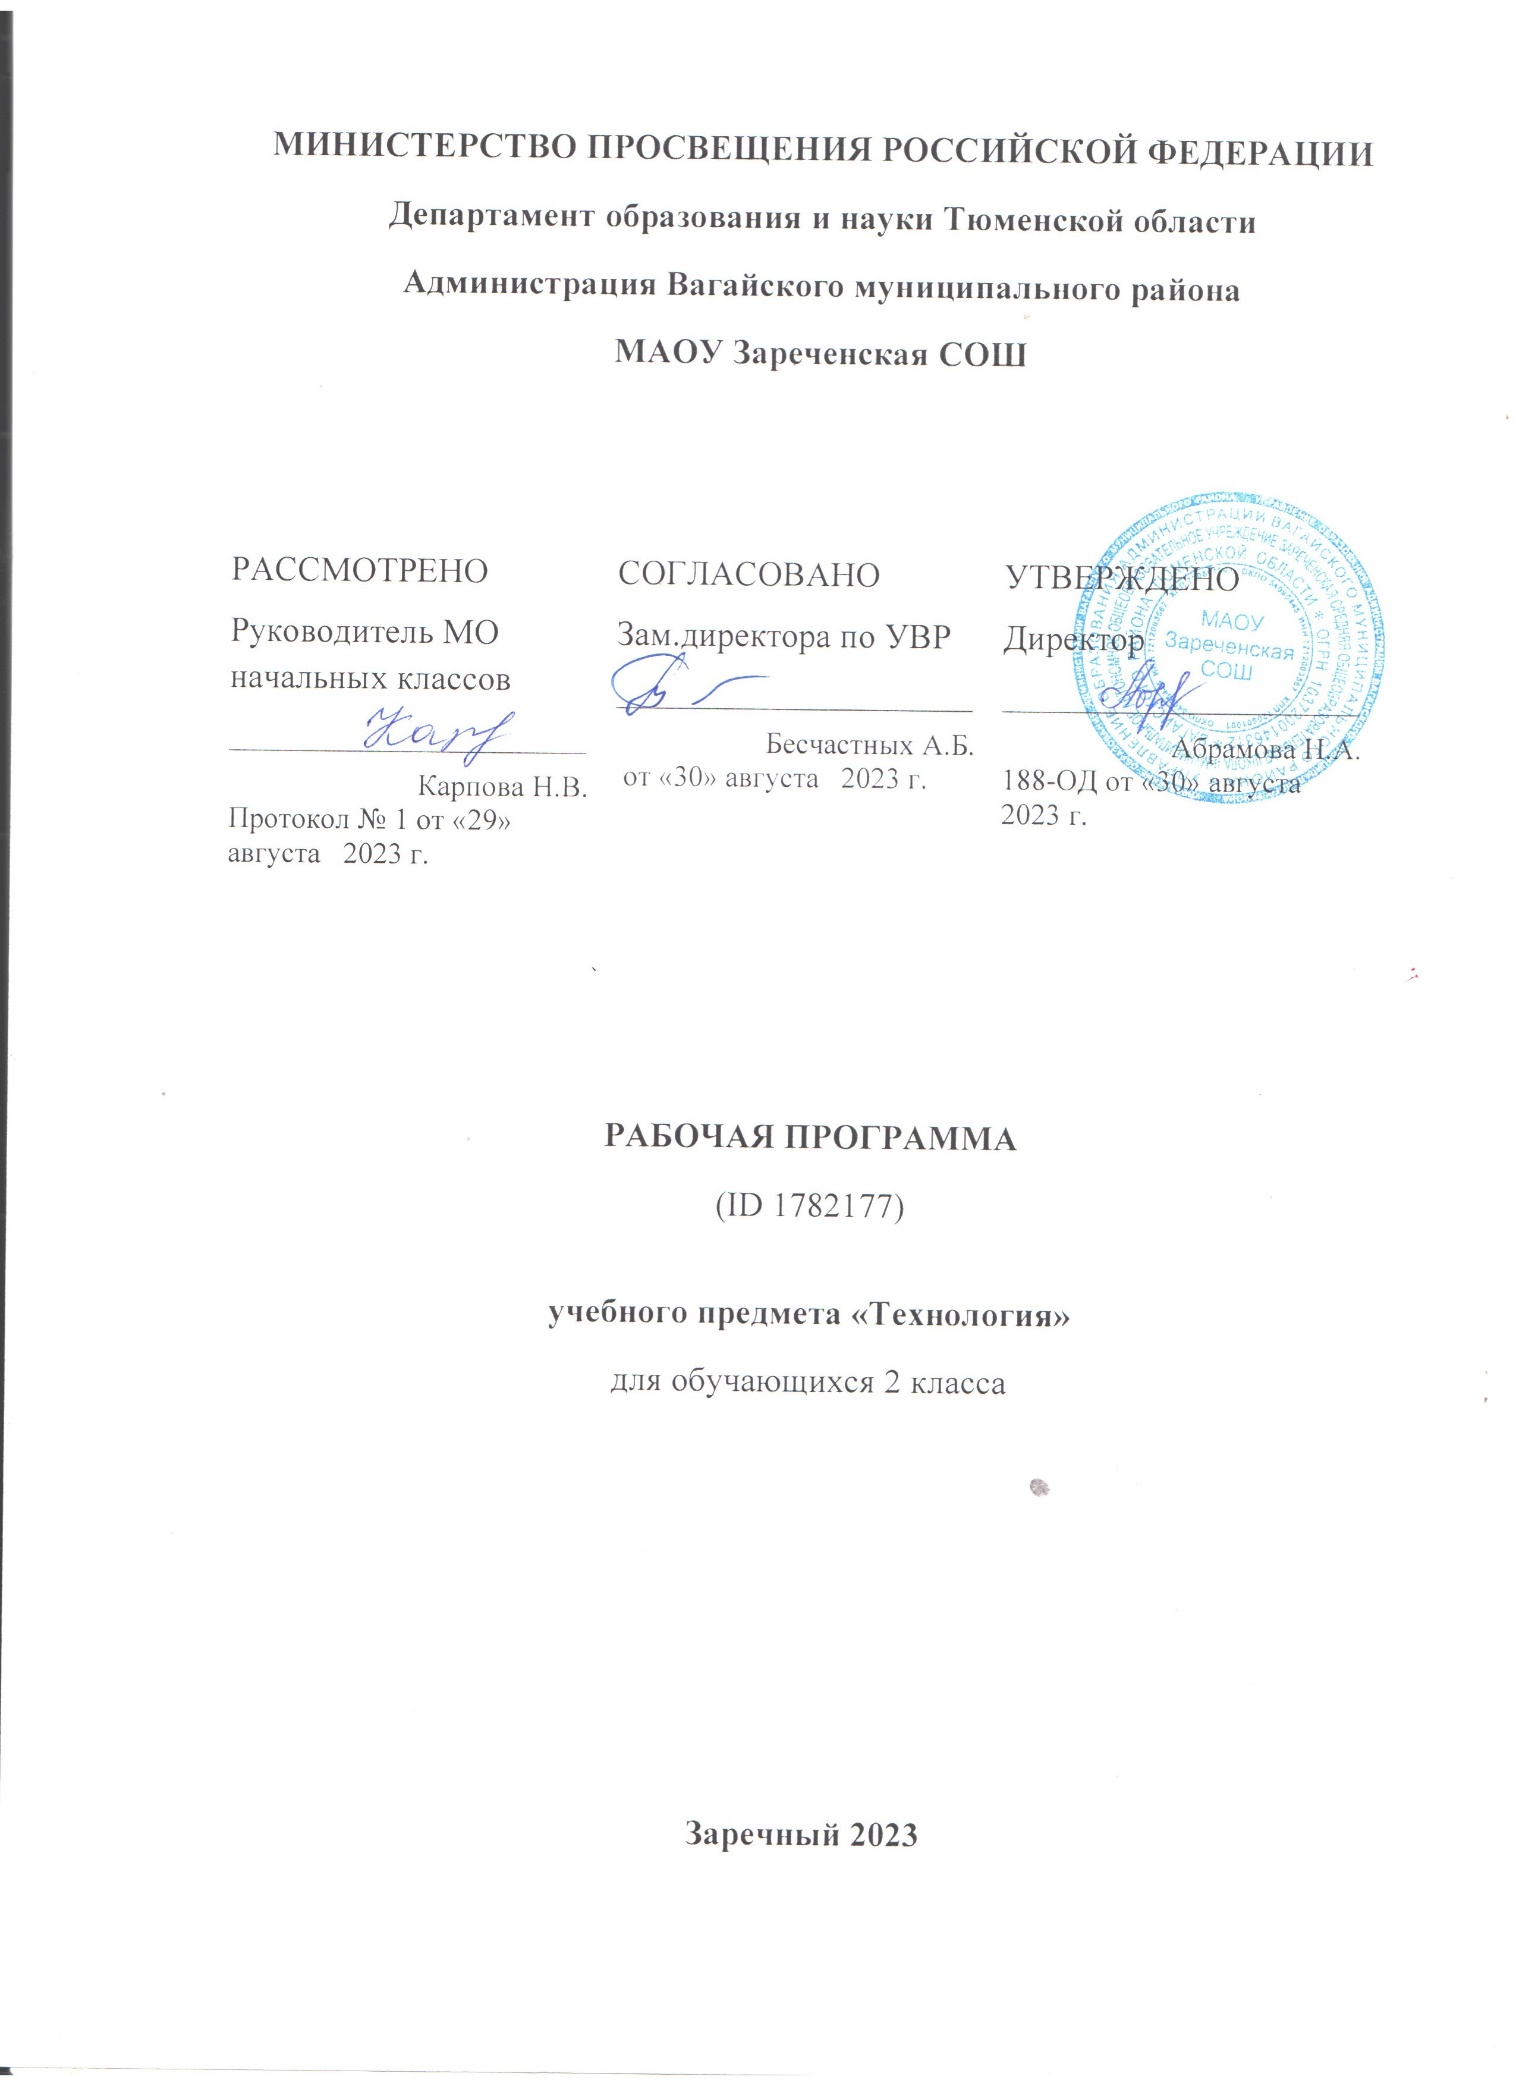 МИНИСТЕРСТВО ПРОСВЕЩЕНИЯ РОССИЙСКОЙ ФЕДЕРАЦИИ
Департамент образования и науки Тюменской области
Администрация Вагайского муниципального района
МАОУ Зареченская СОШ
РАССМОТРЕНО
Руководитель МО
начальных классов
Карпова Н.В.
Протокол № 1 от «29»
августа 2023 г.
СОГЛАСОВАНО
Зам.директора по УВР
Бесчастных А.Б.
от «30» августа 2023 г.
УТВЕРЖДЕНО
Директор
Абрамова Н.А.
188-ОД от «30» августа
2023 г.
МАОУ
Зареченская
СОШ
РАБОЧАЯ ПРОГРАММА
(ID 1782177)
учебного предмета «Технология»
для обучающихся 2 класса
Заречный 2023